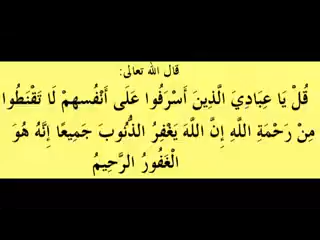 قال الله تعالى:
قُلْ يَا عِبَادِيَ الَّذِينَ أَسْرَفُوا عَلَى أَنْفُسِهِمْ لَا تَقْنَطُوا
مِنْ رَحْمَةِ اللَّهِ إِنَّ اللَّهَ يَغْفِرُ الذُّنُوبَ جَمِيعًا إِنَّهُ هُوَ
الْغَفُورُ الرَّحِيمُ